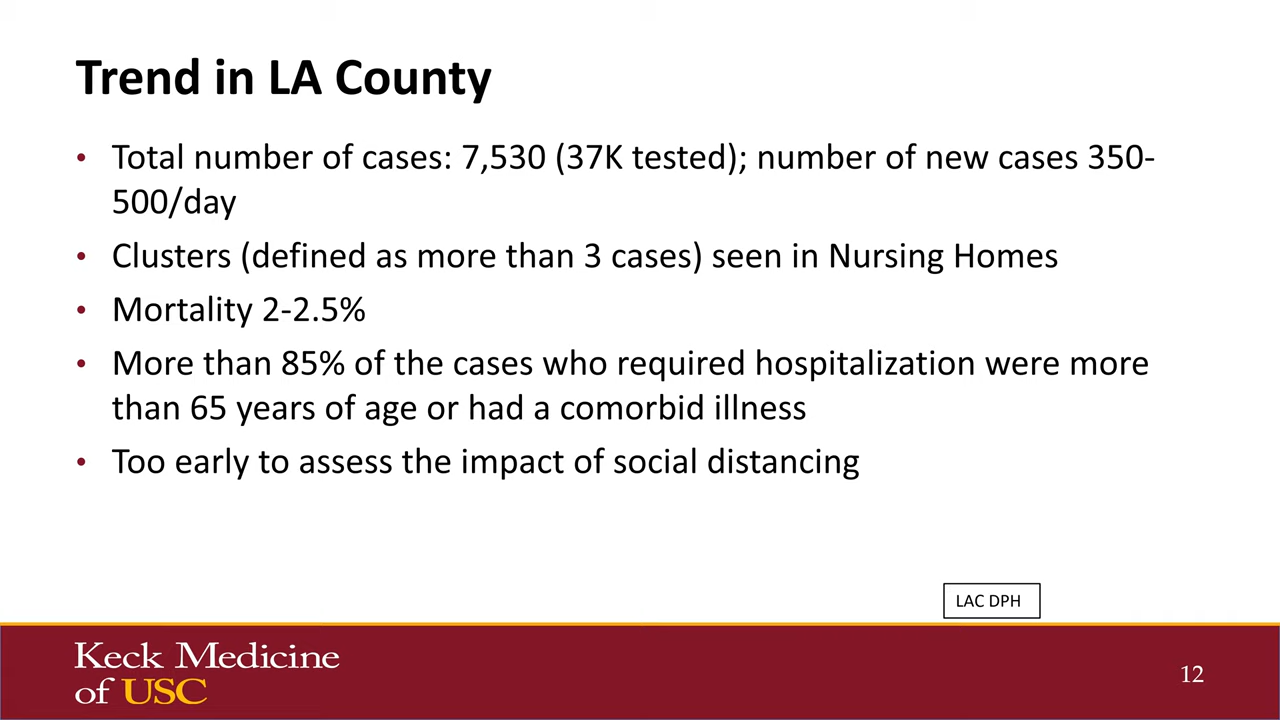 Trend in LA County
• Total number of cases: 7,530 (37K tested); number of new cases 350-
500/day
• Clusters (defined as more than 3 cases) seen in Nursing Homes
• Mortality 2-2.5%
• More than 85% of the cases who required hospitalization were more
than 65 years of age or had a comorbid illness
• Too early to assess the impact of social distancing
LAC DPH
Keck Medicine
of USC
12